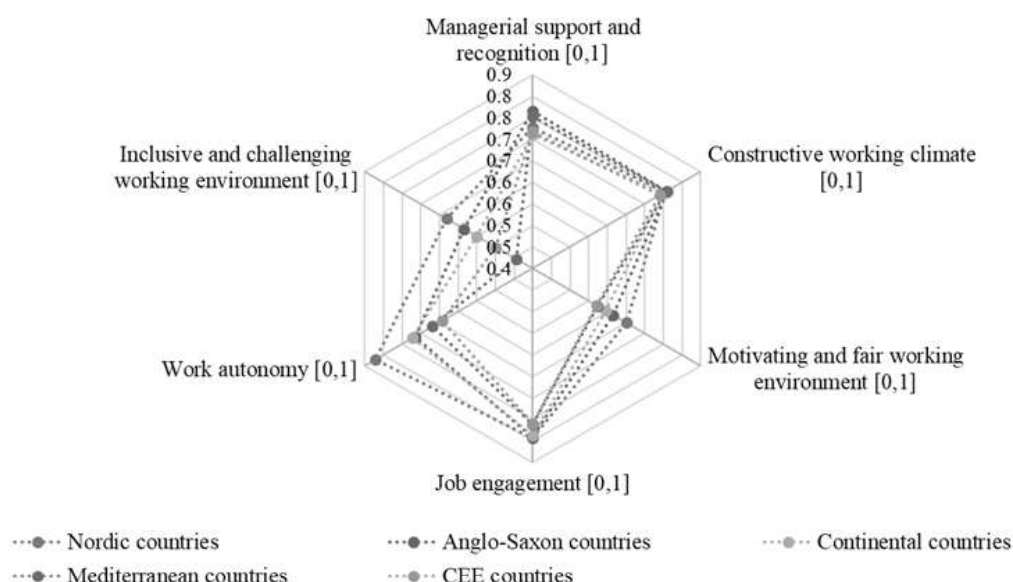 Managerial support and
recognition [0,1]
0.9
0.8
0.8
0.7
0.7
0.6
0.6
0.5
0.5
0.4
Constructive working climate
[0,1]
Motivating and fair working
environment [0,1]
Job engagement [0,1]
Work autonomy [0,1]
Inclusive and challenging
working environment [0,1]
Nordic countries
Anglo-Saxon countries
Continental countries
Mediterranean countries
CEE countries